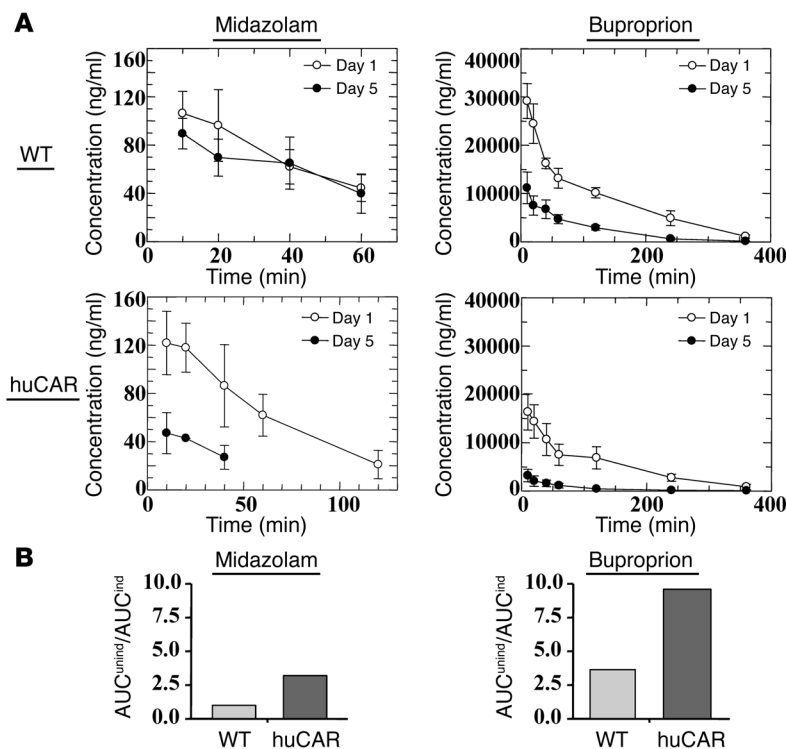 A
Midazolam
Buproprion
WT
Concentration (ng/ml)
160
120
80
40
0
Day 1
Day 5
0 20 40 60
Time (min)
Concentration (ng/ml)
40000
30000
20000
10000
0
Day 1
Day 5
0 200 400
Time (min)
huCAR
Concentration (ng/ml)
160
120
80
40
0
Day 1
Day 5
0 50 100
Time (min)
Concentration (ng/ml)
40000
30000
20000
10000
0
Day 1
Day 5
0 200 400
Time (min)
B
Midazolam
Buproprion
AUCunind/AUCind
10.0
7.5
5.0
2.5
0.0
WT huCAR
AUCunind/AUCind
10.0
7.5
5.0
2.5
0.0
WT huCAR